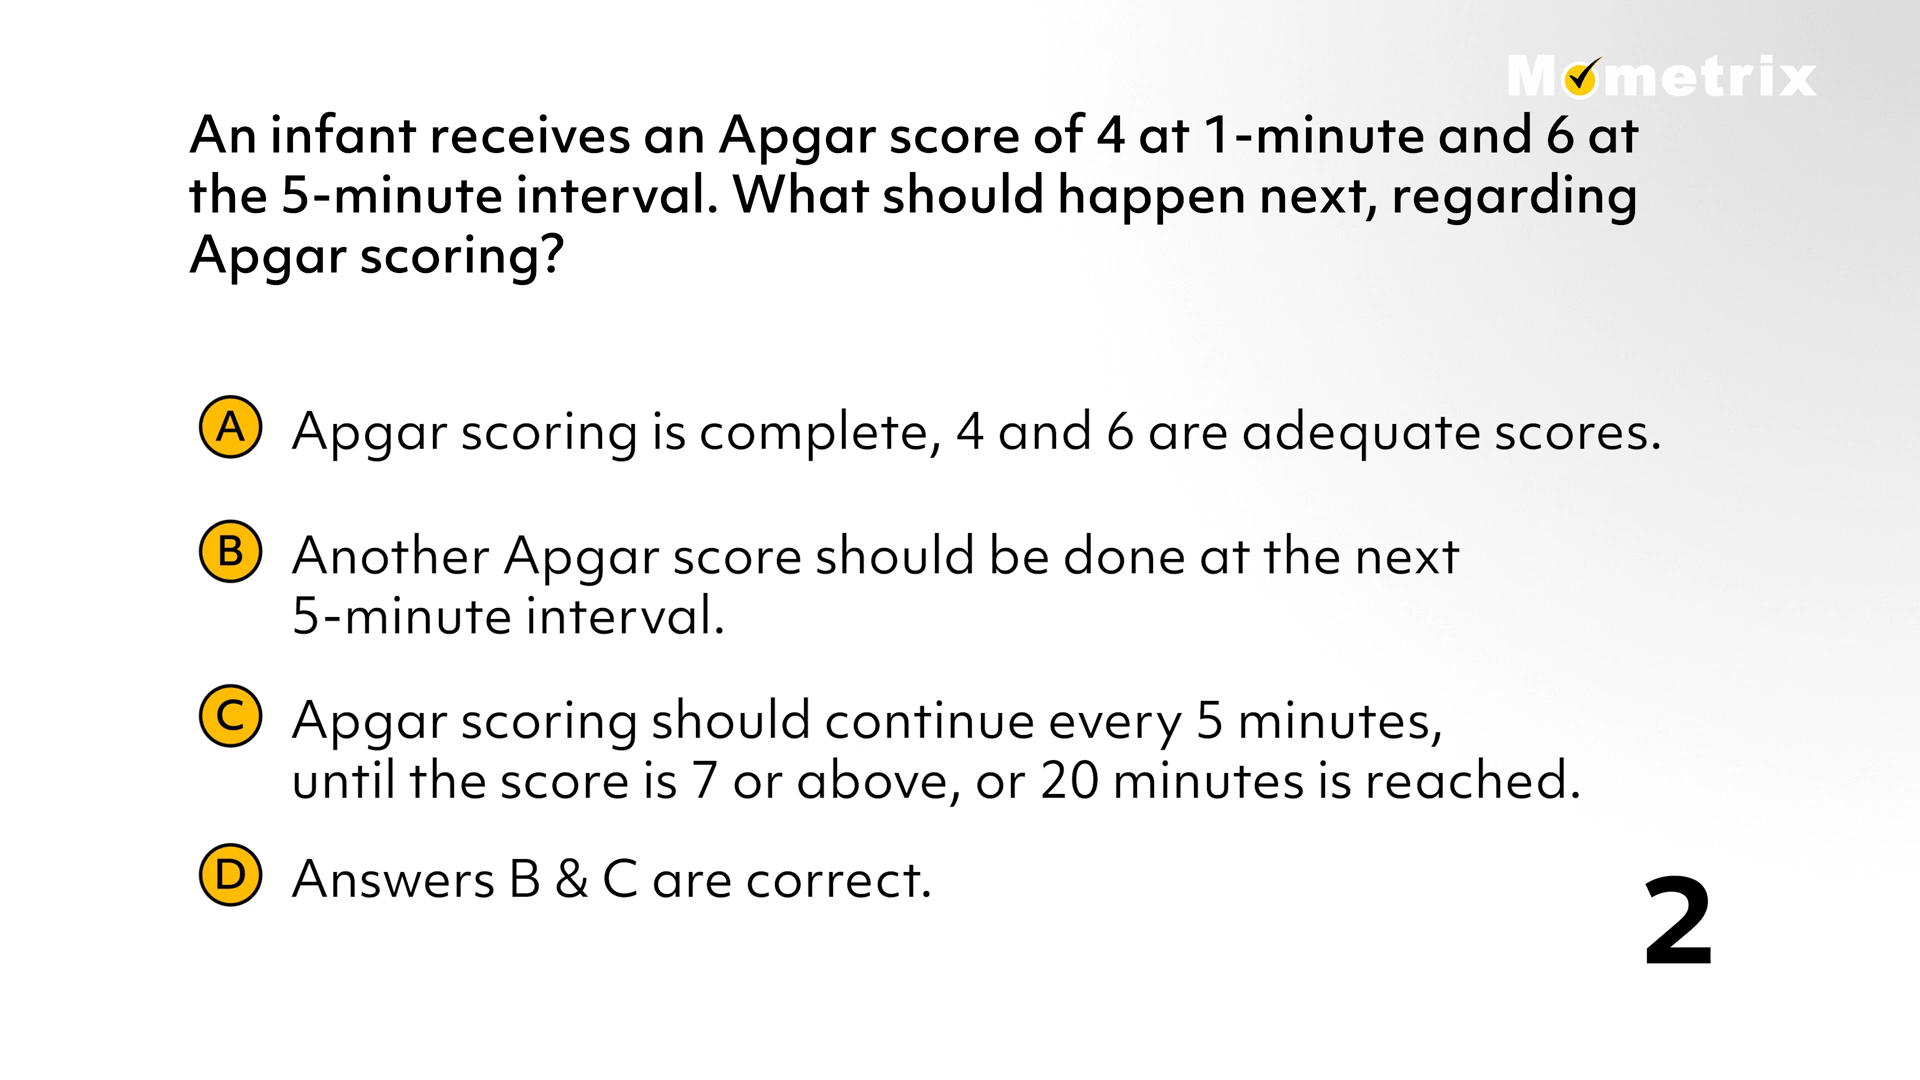 Mometrix
An infant receives an Apgar score of 4 at 1-minute and 6 at
the 5-minute interval. What should happen next, regarding
Apgar scoring?
A Apgar scoring is complete, 4 and 6 are adequate scores.
B Another Apgar score should be done at the next
5-minute interval.
C Apgar scoring should continue every 5 minutes,
until the score is 7 or above, or 20 minutes is reached.
D Answers B & C are correct.
2